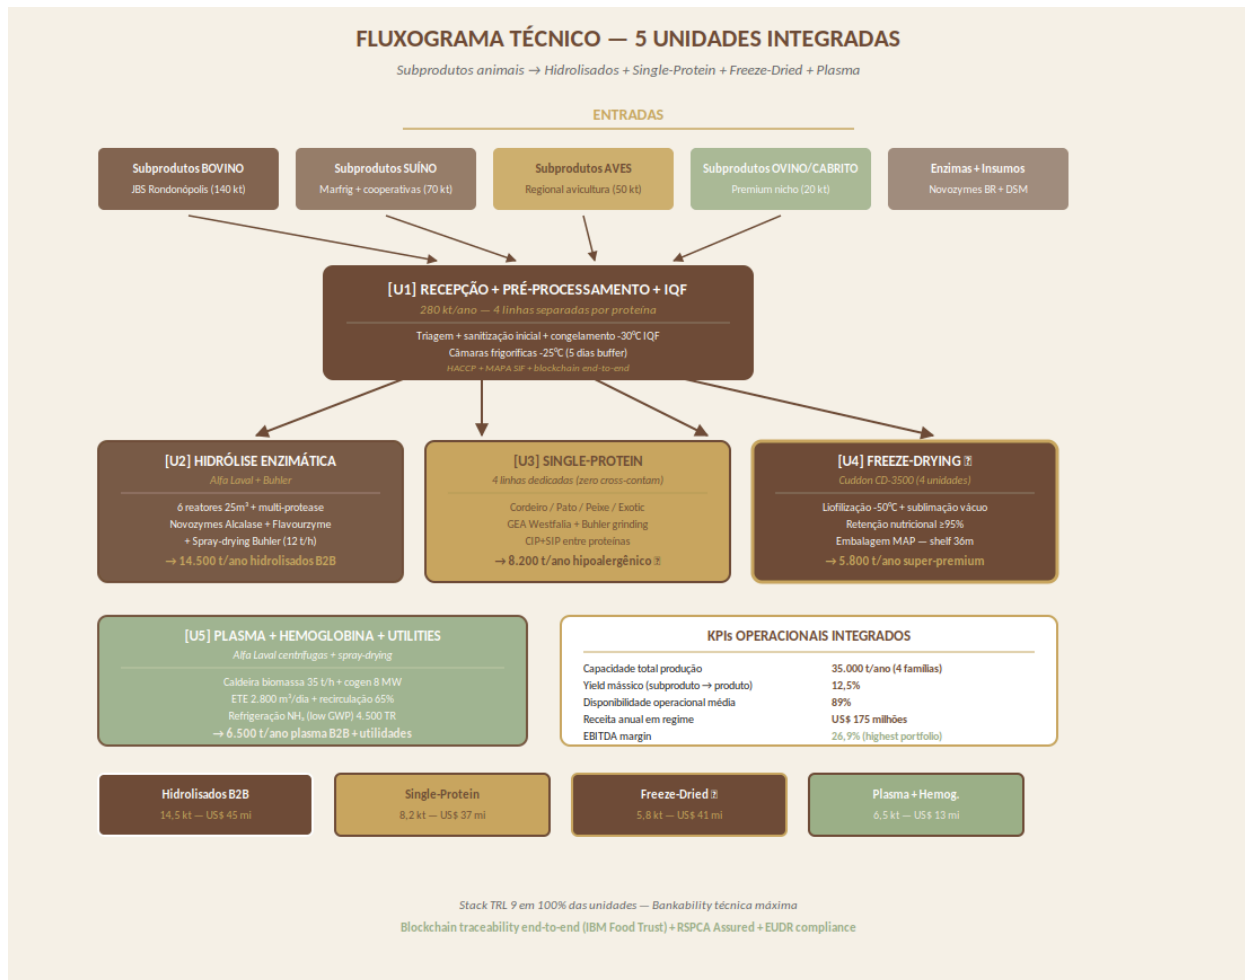 FLUXOGRAMA TÉCNICO — 5 UNIDADES INTEGRADAS
Subprodutos animais → Hidrolisados + Single-Protein + Freeze-Dried + Plasma
ENTRADAS
Subprodutos BOVINO
JBS Rondonópolis (140 kt)
Subprodutos SUÍNO
Marfrig + cooperativas (70 kt)
Subprodutos AVES
Regional avicultura (50 kt)
Subprodutos OVINO/CABRITO
Premium nicho (20 kt)
Enzimas + Insumos
Novozymes BR + DSM
[U1] RECEPÇÃO + PRÉ-PROCESSAMENTO + IQF
280 kt/ano — 4 linhas separadas por proteína
Triagem + sanitização inicial + congelamento -30°C IQF
Câmaras frigoríficas -25°C (5 dias buffer)
HACCP + MAPA SIF + blockchain end-to-end
[U2] HIDRÓLISE ENZIMÁTICA
Alfa Laval + Buhler
6 reatores 25m³ + multi-protease
Novozymes Alcalase + Flavourzyme
+ Spray-drying Buhler (12 t/h)
→ 14.500 t/ano hidrolisados B2B
[U3] SINGLE-PROTEIN
4 linhas dedicadas (zero cross-contam)
Cordeiro / Pato / Peixe / Exotic
GEA Westfalia + Buhler grinding
CIP+SIP entre proteínas
→ 8.200 t/ano hipoalergênico
[U4] FREEZE-DRYING
Cuddon CD-3500 (4 unidades)
Liofilização -50°C + sublimação vácuo
Retenção nutricional ≥95%
Embalagem MAP — shelf 36m
→ 5.800 t/ano super-premium
[U5] PLASMA + HEMOGLOBINA + UTILITIES
Alfa Laval centrífugas + spray-drying
Caldeira biomassa 35 t/h + cogen 8 MW
ETE 2.800 m³/dia + recirculação 65%
Refrigeração NH₃ (low GWP) 4.500 TR
→ 6.500 t/ano plasma B2B + utilidades
KPIs OPERACIONAIS INTEGRADOS
Capacidade total produção 35.000 t/ano (4 famílias)
Yield mássico (subproduto → produto) 12,5%
Disponibilidade operacional média 89%
Receita anual em regime US$ 175 milhões
EBITDA margin 26,9% (highest portfolio)
Hidrolisados B2B
14,5 kt — US$ 45 mi
Single-Protein
8,2 kt — US$ 37 mi
Freeze-Dried
5,8 kt — US$ 41 mi
Plasma + Hemog.
6,5 kt — US$ 13 mi
Stack TRL 9 em 100% das unidades — Bankability técnica máxima
Blockchain traceability end-to-end (IBM Food Trust) + RSPCA Assured + EUDR compliance